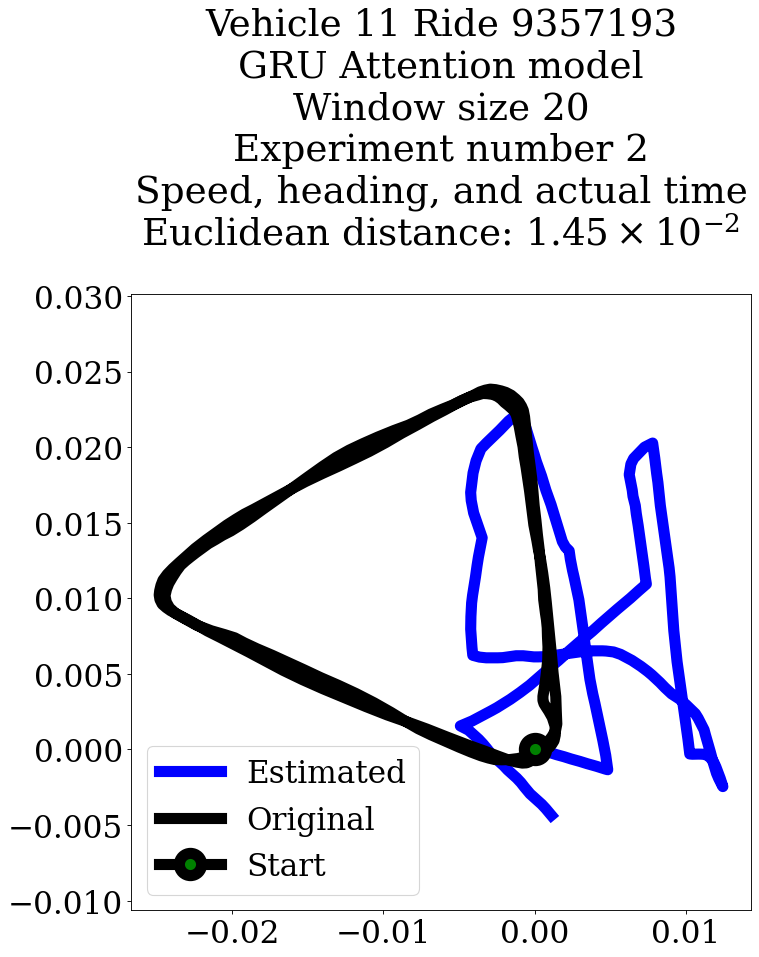 Vehicle 11 Ride 9357193
GRU Attention model
Window size 20
Experiment number 2
Speed, heading, and actual time
Euclidean distance: 1.45 × 10⁻²
0.030
0.025
0.020
0.015
0.010
0.005
0.000
−0.005
−0.010
Estimated
Original
Start
−0.02 −0.01 0.00 0.01